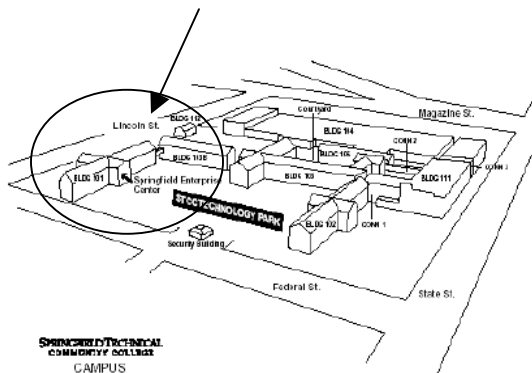 Magazine St.
Courtyard
BLDG 112
Lincoln St.
BLDG 114
CONN 2
BLDG 113B
BLDG 105
CONN 3
BLDG 101
Springfield Enterprise
Center
BLDG 103
BLDG 111
STCC TECHNOLOGY PARK
BLDG 102
CONN 1
Security Building
Federal St.
State St.
SPRINGFIELD TECHNICAL
COMMUNITY COLLEGE
CAMPUS